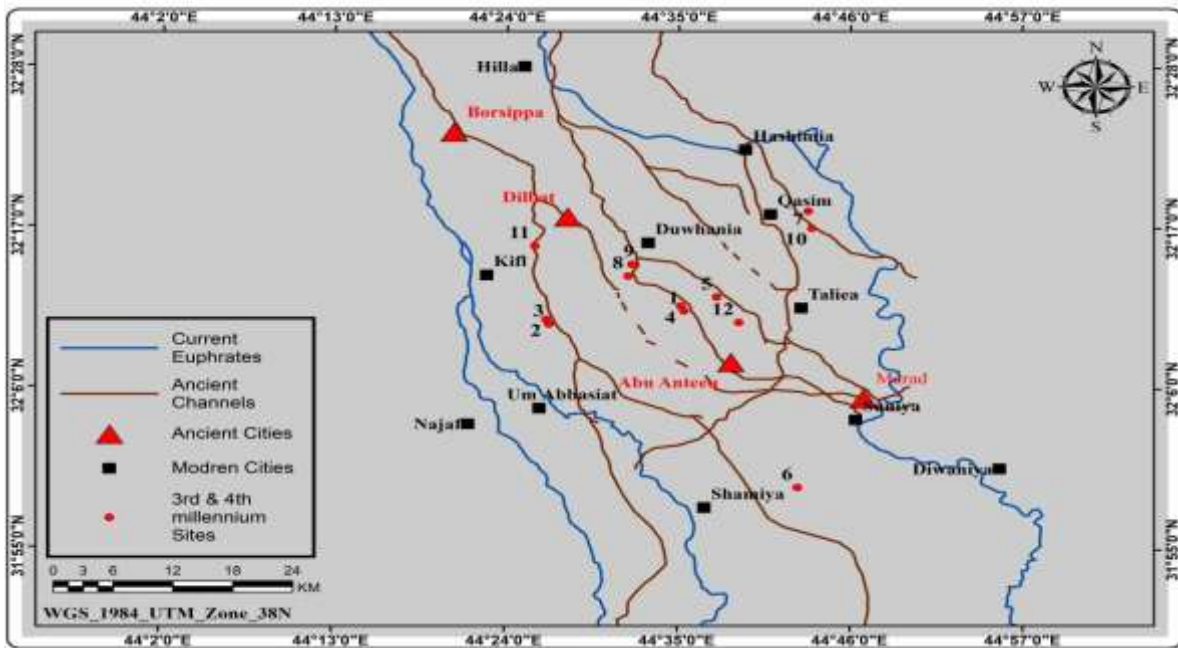 44°2'0"E 44°13'0"E 44°24'0"E 44°35'0"E 44°46'0"E 44°57'0"E
32°28'0"N 32°28'0"N
N
W E
S
Hilla
Borsippa
Hashimia
Dilbat
Qasim
32°17'0"N 32°17'0"N
7
Duwhania
11
10
9
Kifl
8
5
1
Taliea
12
3
4
2
Current
Euphrates
Ancient
Channels
Ancient Cities
Modren Cities
3rd & 4th
millennium
Sites
32°6'0"N 32°6'0"N
Abu Anteeq
Marad
Um Abbasiat
Saniya
Najaf
Diwaniya
6
Shamiya
31°55'0"N 31°55'0"N
0 3 6 12 18 24
KM
WGS_1984_UTM_Zone_38N
44°2'0"E 44°13'0"E 44°24'0"E 44°35'0"E 44°46'0"E 44°57'0"E